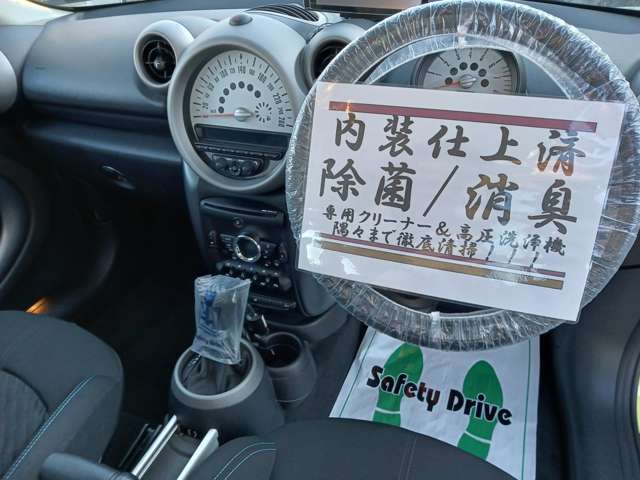 内装仕上済
除菌/消臭
専用クリーナー&高圧洗浄機
隅々まで徹底清掃!!!
Safety Drive